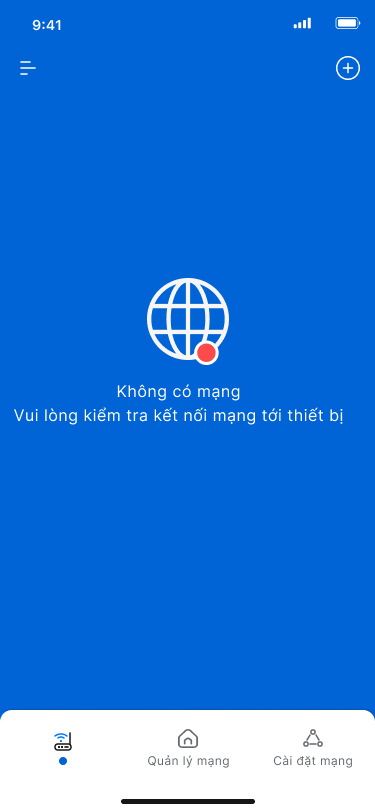 9:41
Không có mạng
Vui lòng kiểm tra kết nối mạng tới thiết bị
Quản lý mạng
Cài đặt mạng